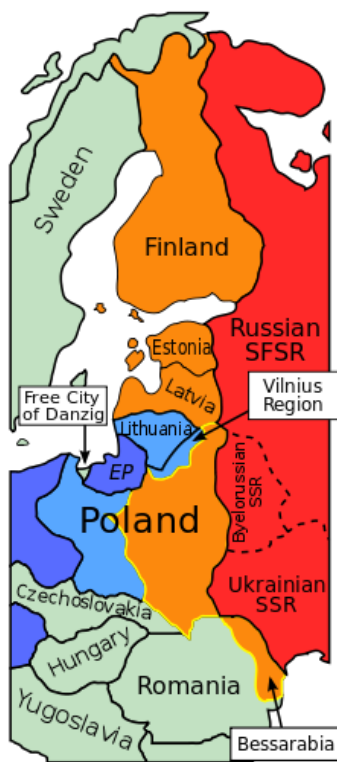 Sweden
Finland
Russian
SFSR
Estonia
Latvia
Free City
of Danzig
Vilnius
Region
Lithuania
EP
Byelorussian
SSR
Poland
Ukrainian
SSR
Czechoslovakia
Hungary
Romania
Yugoslavia
Bessarabia